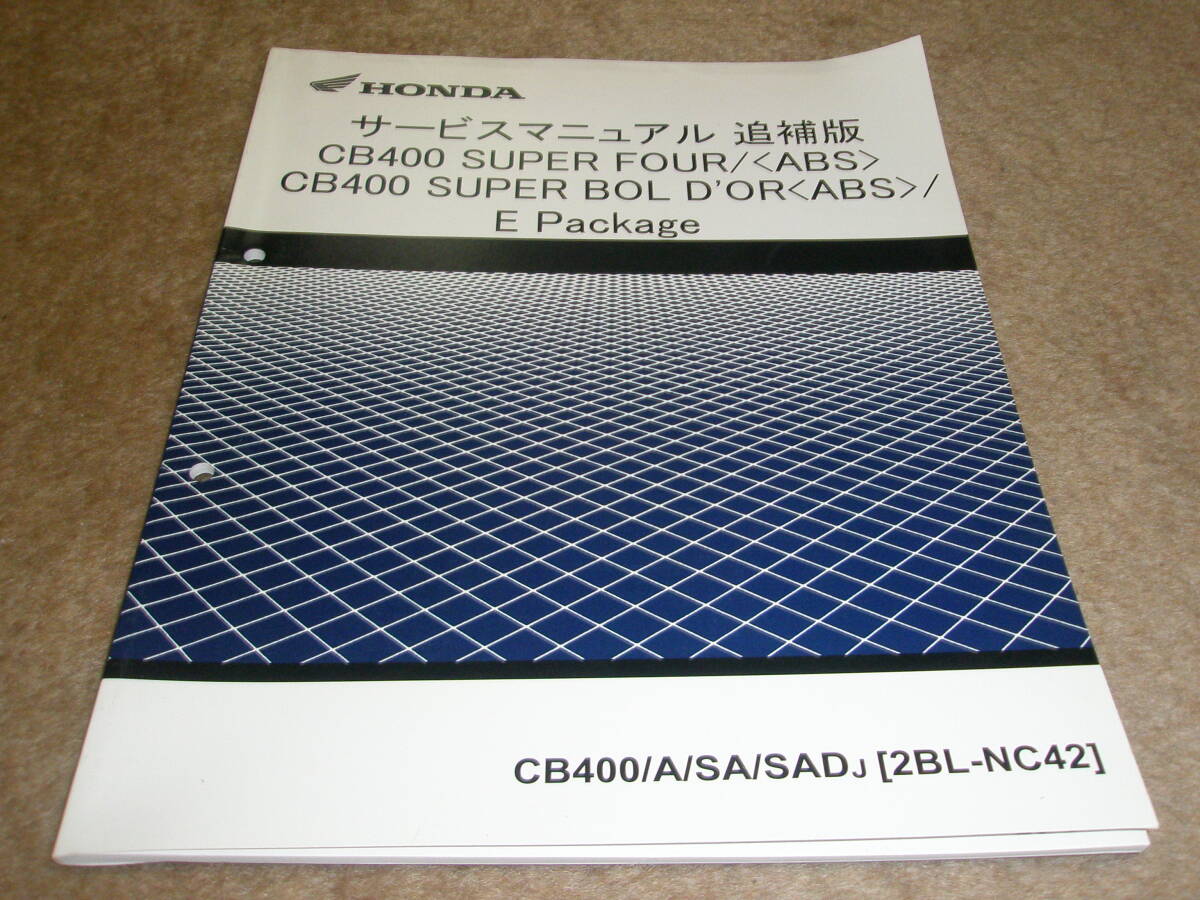 HONDA
サービスマニュアル 追補版
CB400 SUPER FOUR/<ABS>
CB400 SUPER BOL D'OR<ABS>/
E Package
CB400/A/SA/SADJ [2BL-NC42]